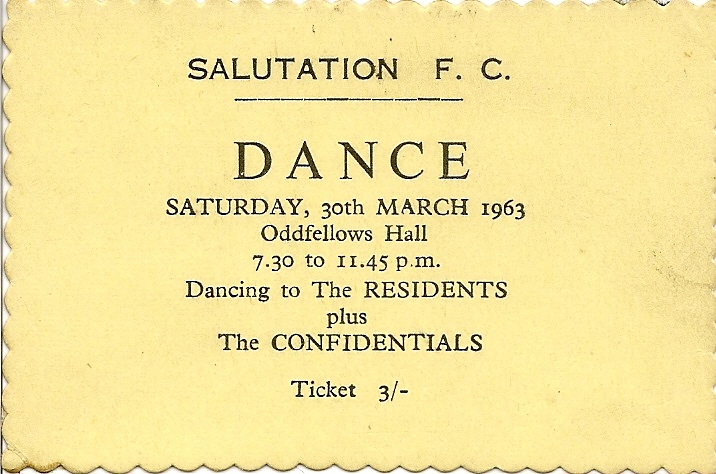 SALUTATION F. C.
DANCE
SATURDAY, 30th MARCH 1963
Oddfellows Hall
7.30 to 11.45 p.m.
Dancing to The RESIDENTS
plus
The CONFIDENTIALS
Ticket 3/-